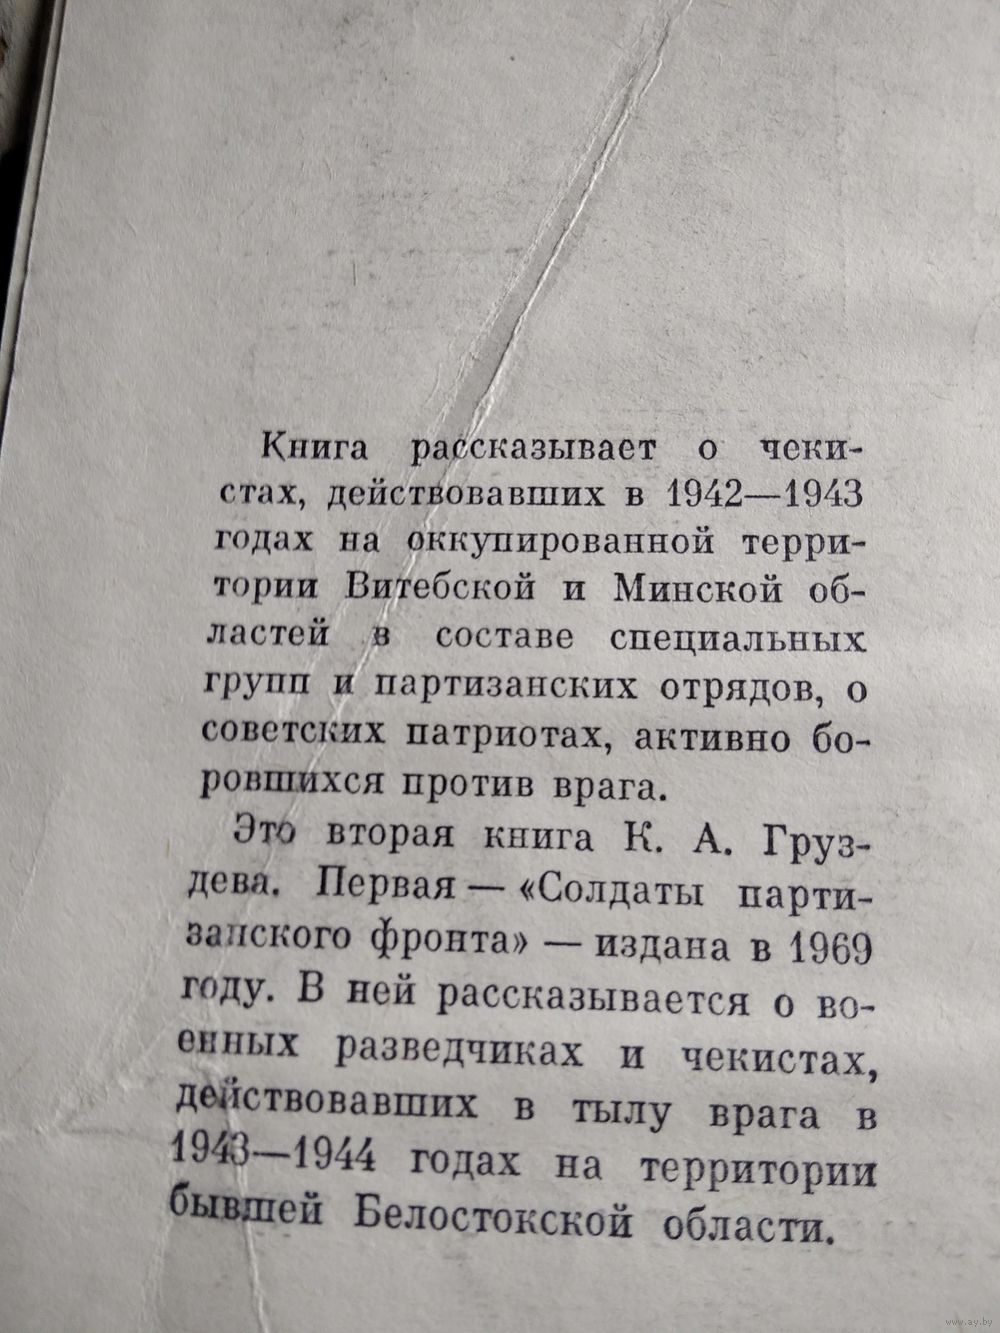 Книга рассказывает о чеки-
стах, действовавших в 1942—1943
годах на оккупированной терри-
тории Витебской и Минской об-
ластей в составе специальных
групп и партизанских отрядов, о
советских патриотах, активно бо-
ровшихся против врага.
Это вторая книга К. А. Груз-
дева. Первая — «Солдаты парти-
занского фронта» — издана в 1969
году. В ней рассказывается о во-
енных разведчиках и чекистах,
действовавших в тылу врага в
1943—1944 годах на территории
бывшей Белостокской области.
www.ay.by